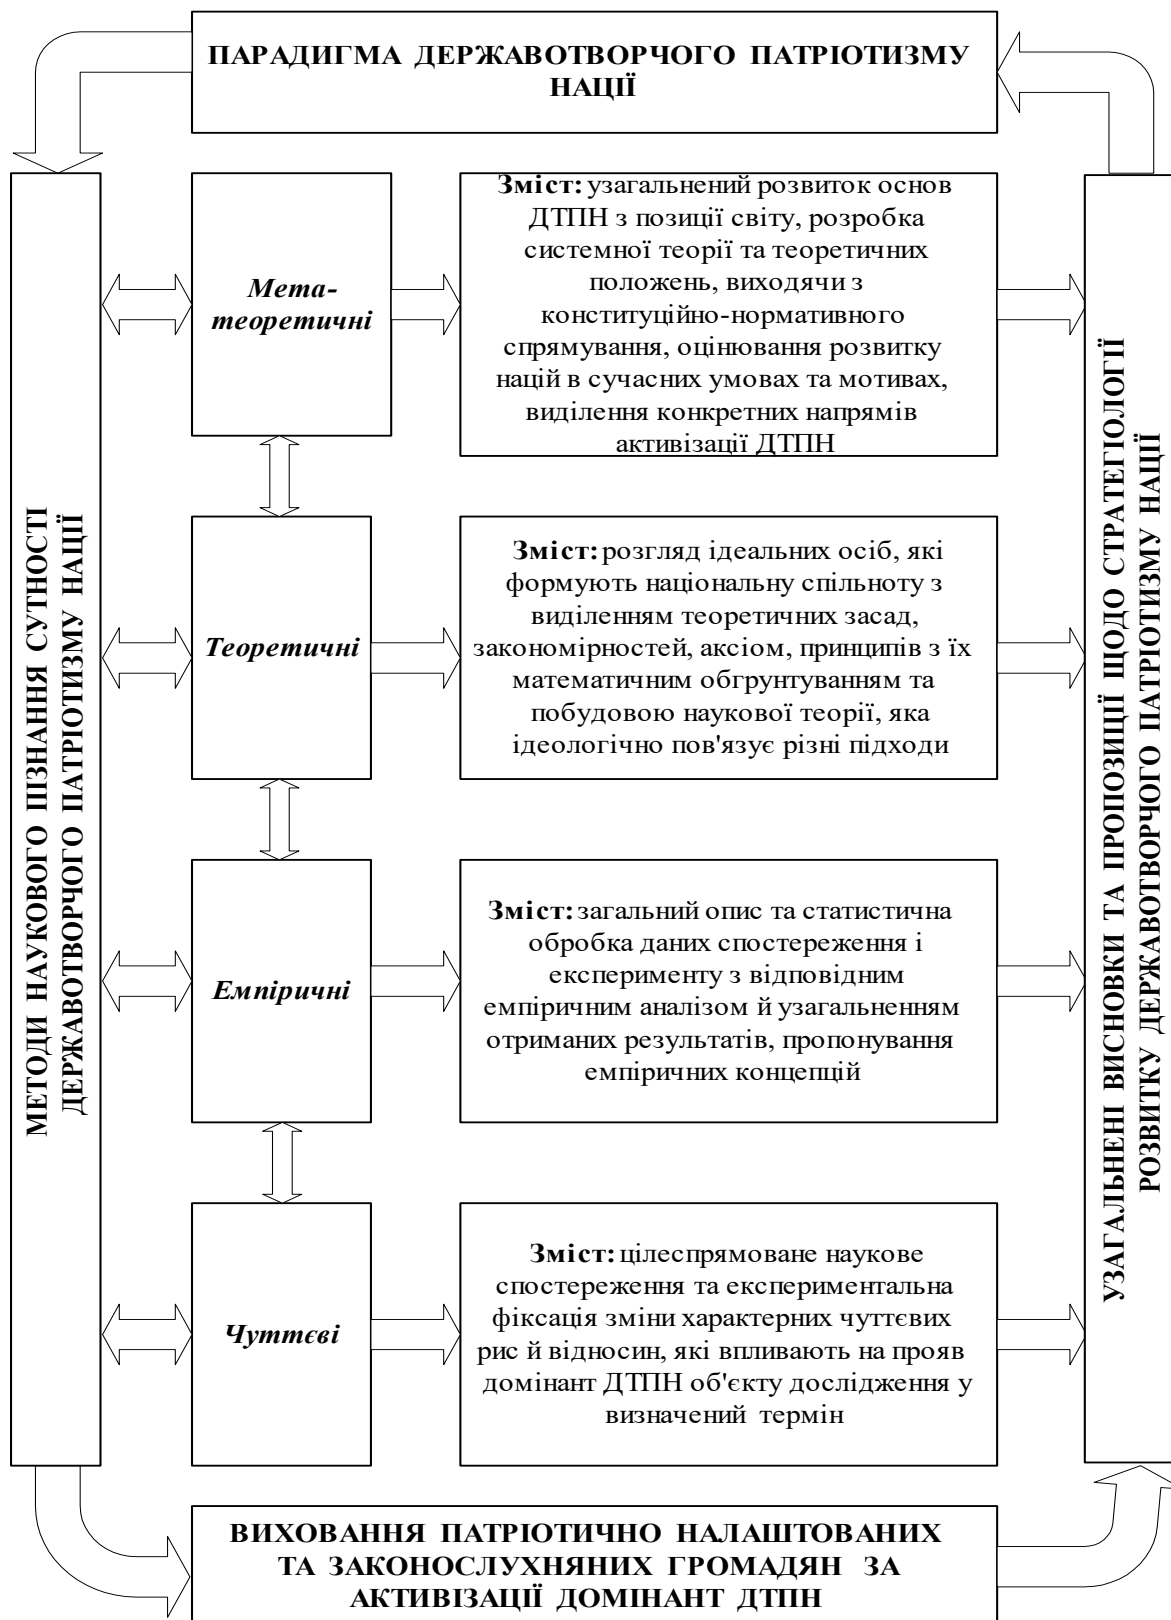 ПАРАДИГМА ДЕРЖАВОТВОРЧОГО ПАТРІОТИЗМУ
НАЦІЇ
МЕТОДИ НАУКОВОГО ПІЗНАННЯ СУТНОСТІ
ДЕРЖАВОТВОРЧОГО ПАТРІОТИЗМУ НАЦІЇ
Мета-
теоретичні
Зміст: узагальнений розвиток основ
ДТПН з позиції світу, розробка
системної теорії та теоретичних
положень, виходячи з
конституційно-нормативного
спрямування, оцінювання розвитку
націй в сучасних умовах та мотивах,
виділення конкретних напрямів
активізації ДТПН
Теоретичні
Зміст: розгляд ідеальних осіб, які
формують національну спільноту з
виділенням теоретичних засад,
закономірностей, аксіом, принципів з їх
математичним обгрунтуванням та
побудовою наукової теорії, яка
ідеологічно пов'язує різні підходи
Емпіричні
Зміст: загальний опис та статистична
обробка даних спостереження і
експерименту з відповідним
емпіричним аналізом й узагальненням
отриманих результатів, пропонування
емпіричних концепцій
Чуттєві
Зміст: цілеспрямоване наукове
спостереження та експериментальна
фіксація зміни характерних чуттєвих
рис й відносин, які впливають на прояв
домінант ДТПН об'єкту дослідження у
визначений термін
УЗАГАЛЬНЕНІ ВИСНОВКИ ТА ПРОПОЗИЦІЇ ЩОДО СТРАТЕГІОЛОГІЇ
РОЗВИТКУ ДЕРЖАВОТВОРЧОГО ПАТРІОТИЗМУ НАЦІЇ
ВИХОВАННЯ ПАТРІОТИЧНО НАЛАШТОВАНИХ
ТА ЗАКОНОСЛУХНЯНИХ ГРОМАДЯН ЗА
АКТИВІЗАЦІЇ ДОМІНАНТ ДТПН